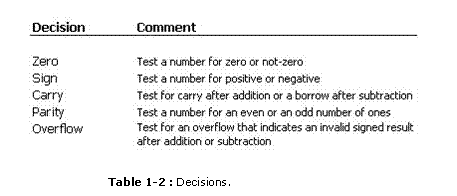 Decision Comment
Zero Test a number for zero or not-zero
Sign Test a number for positive or negative
Carry Test for carry after addition or a borrow after subtraction
Parity Test a number for an even or an odd number of ones
Overflow Test for an overflow that indicates an invalid signed result
after addition or subtraction
Table 1-2 : Decisions.